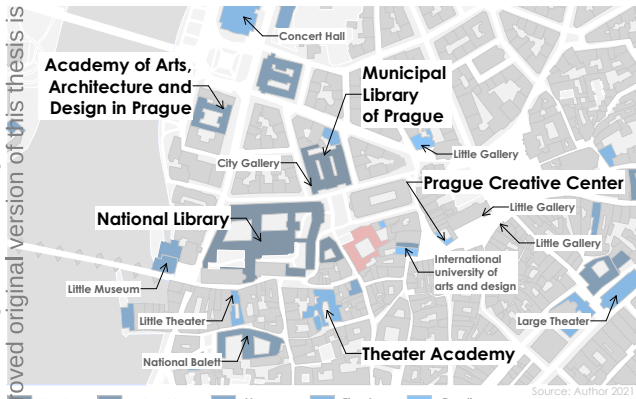 oved original version of this thesis is
Concert Hall
Academy of Arts,
Architecture and
Design in Prague
Municipal
Library
of Prague
City Gallery
Little Gallery
Prague Creative Center
Little Gallery
National Library
Little Gallery
International
university of
arts and design
Little Museum
Little Theater
Large Theater
National Balett
Theater Academy
Source: Author 2021